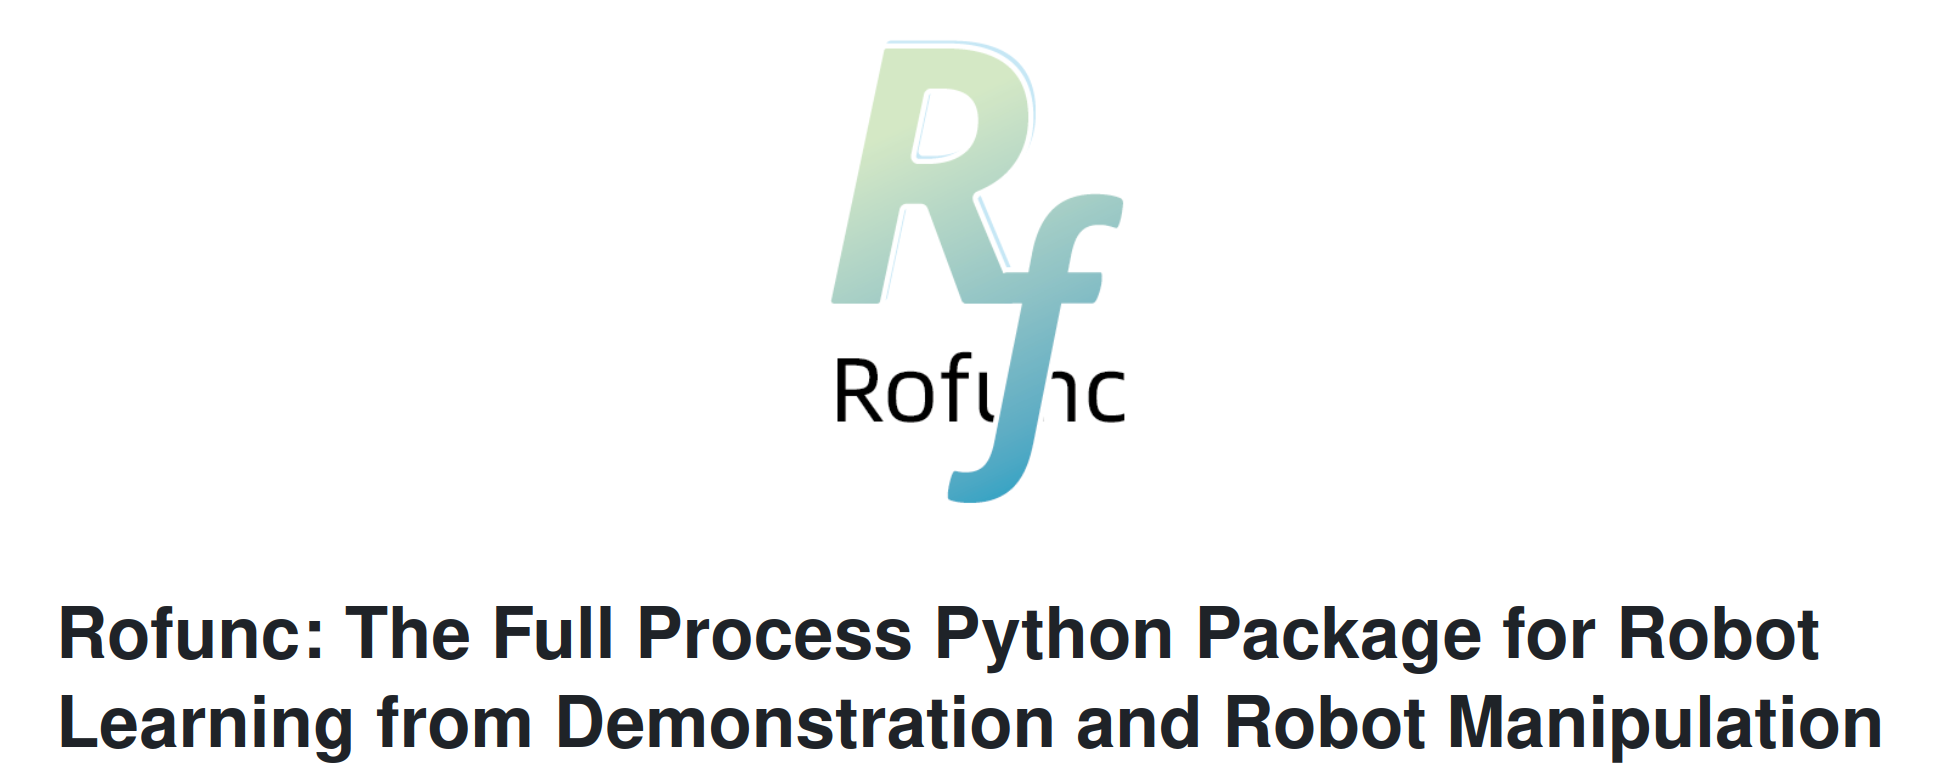 Rf
Rofunc
Rofunc: The Full Process Python Package for Robot
Learning from Demonstration and Robot Manipulation